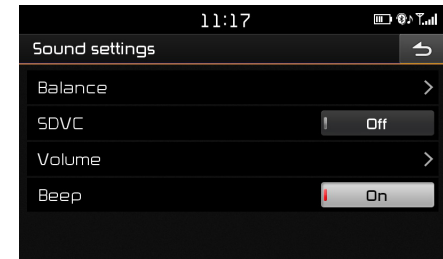 11:17
Sound settings
Balance
SDVC
Off
Volume
Beep
On